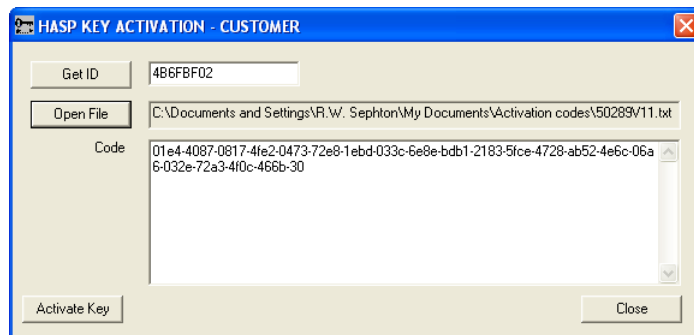 HASP KEY ACTIVATION - CUSTOMER
Get ID
4B6FBF02
Open File
C:\Documents and Settings\R.W. Sephton\My Documents\Activation codes\50289V11.txt
Code
01e4-4087-0817-4fe2-0473-72e8-1ebd-033c-6e8e-bdb1-2183-5fce-4728-ab52-4e6c-06a
6-032e-72a3-4f0c-466b-30
Activate Key
Close